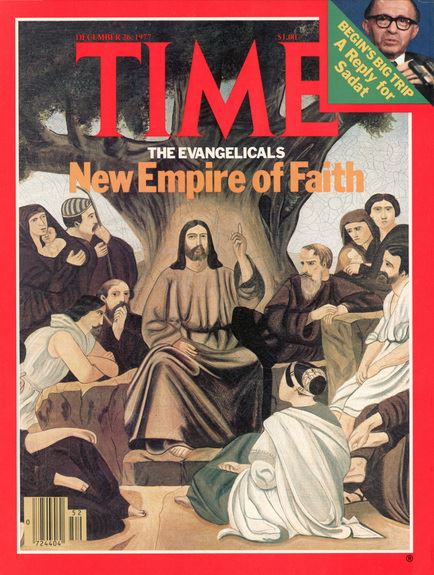 DECEMBER 26, 1977
$1.00
TIME
BEGIN'S BIG TRIP
A Reply for
Sadat
THE EVANGELICALS
New Empire of Faith
52
0
724404
®